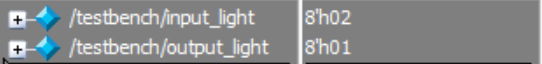 /testbench/input_light 8'h02
/testbench/output_light 8'h01